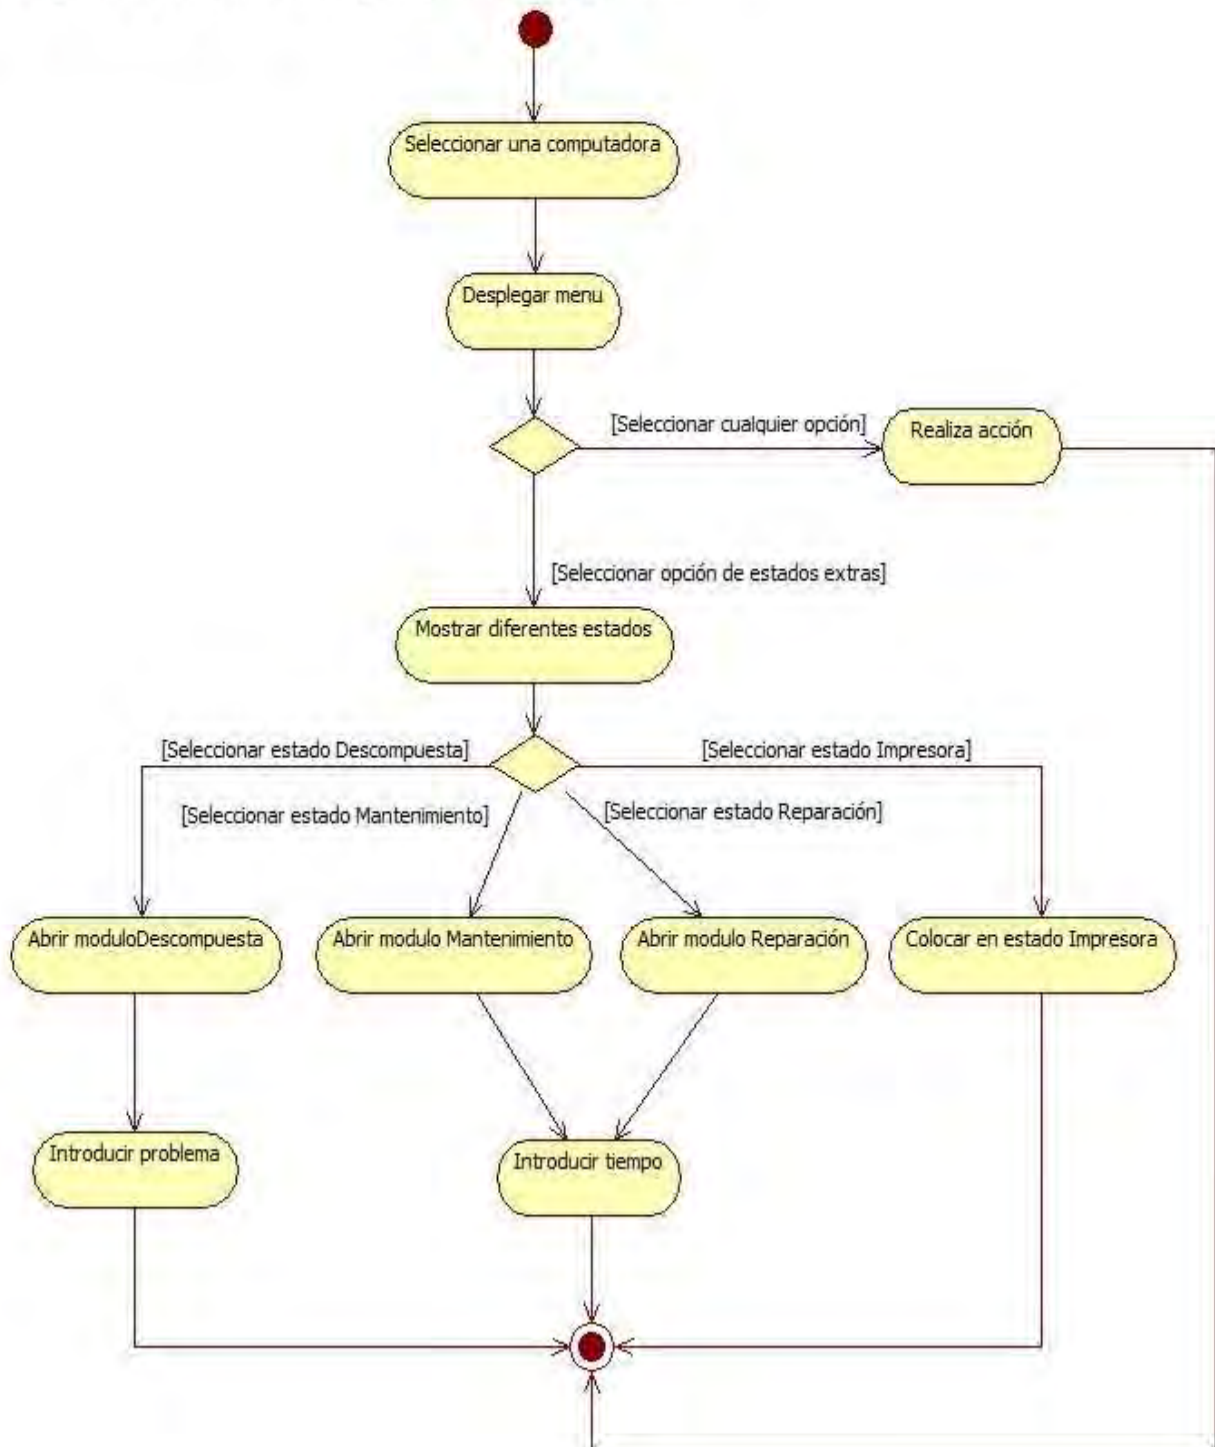 Seleccionar una computadora
Desplegar menu
[Seleccionar cualquier opción]
Realiza acción
[Seleccionar opción de estados extras]
Mostrar diferentes estados
[Seleccionar estado Descompuesta]
[Seleccionar estado Impresora]
[Seleccionar estado Mantenimiento]
[Seleccionar estado Reparación]
Abrir moduloDescompuesta
Abrir modulo Mantenimiento
Abrir modulo Reparación
Colocar en estado Impresora
Introducir problema
Introducir tiempo